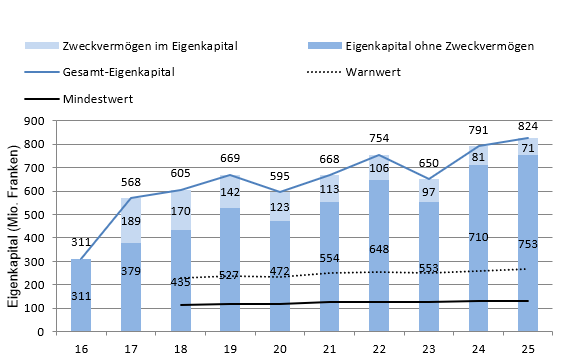 Zweckvermögen im Eigenkapital
Eigenkapital ohne Zweckvermögen
Gesamt-Eigenkapital
Warnwert
Mindestwert
Eigenkapital (Mio. Franken)
900
800
700
600
500
400
300
200
100
0
311 568 605 669 595 668 754 650 791 824
189 170 142 123 113 106 97 81 71
311 379 435 527 472 554 648 553 710 753
16 17 18 19 20 21 22 23 24 25